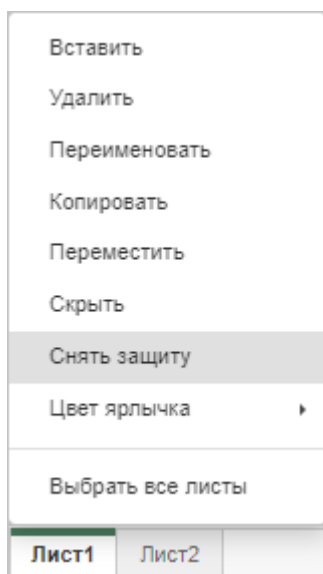 Вставить
Удалить
Переименовать
Копировать
Переместить
Скрыть
Снять защиту
Цвет ярлычка
Выбрать все листы
Лист1 Лист2